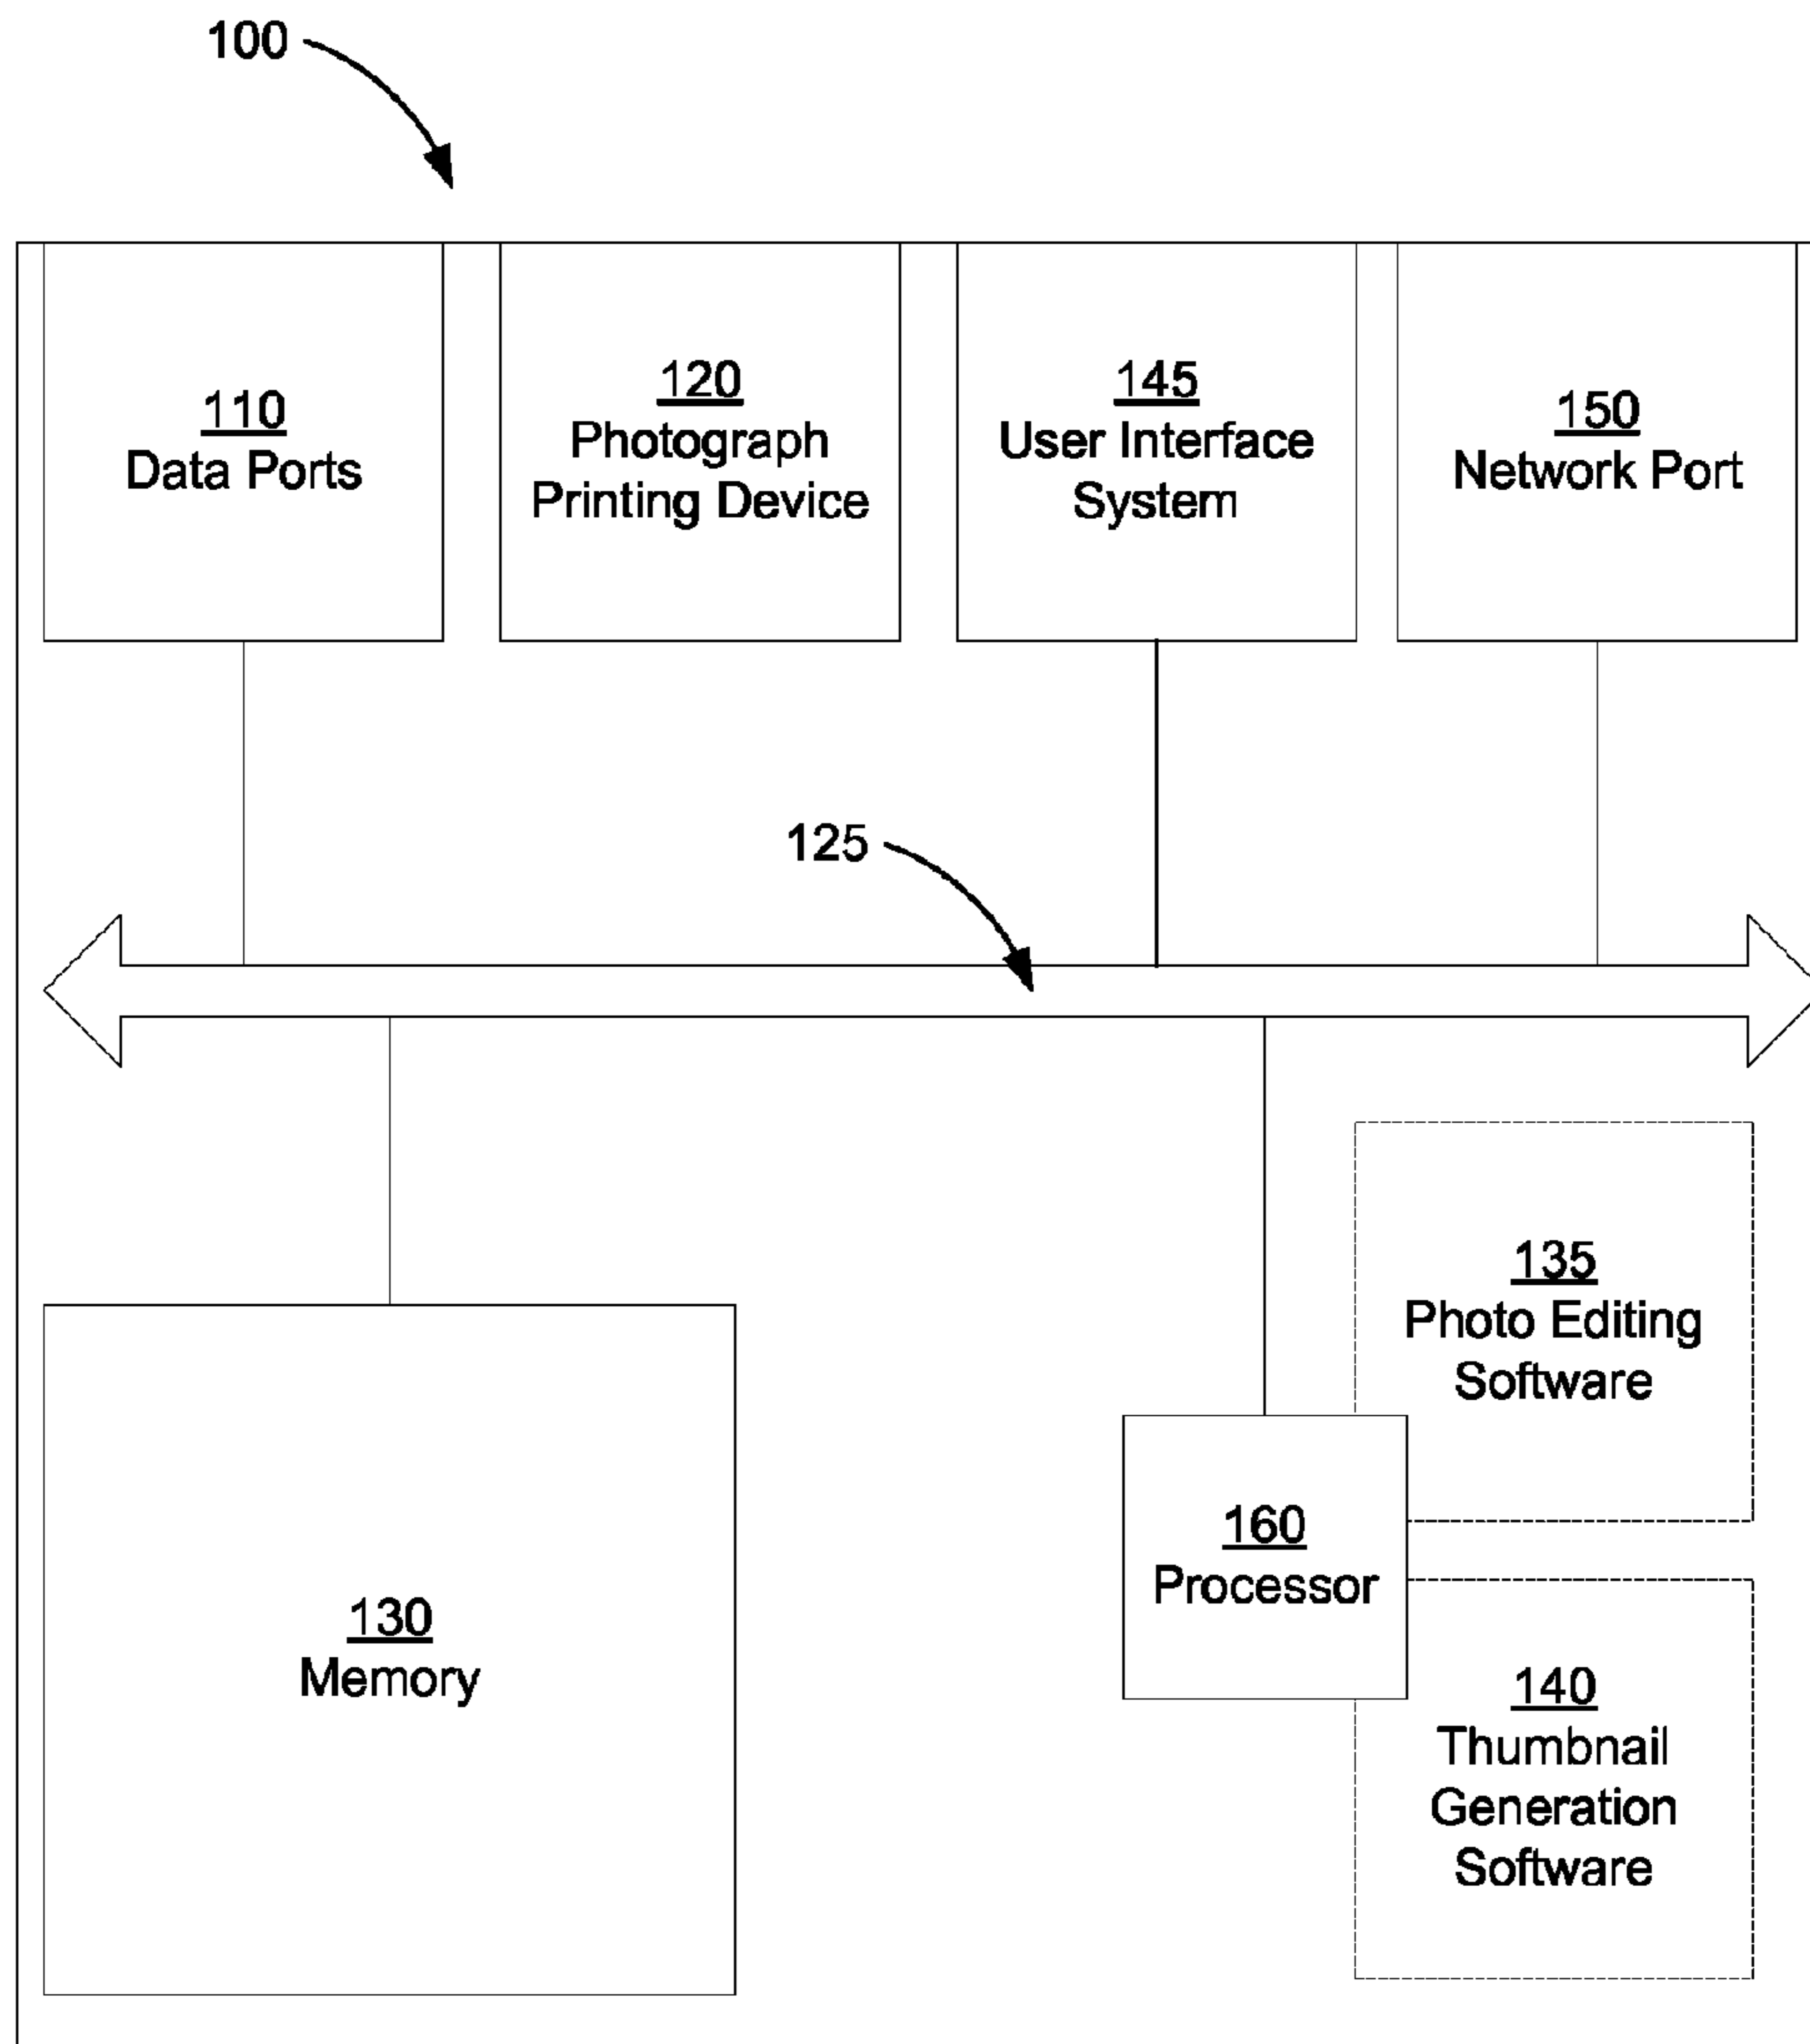 100
110
Data Ports
120
Photograph
Printing Device
145
User Interface
System
150
Network Port
125
135
Photo Editing
Software
160
Processor
130
Memory
140
Thumbnail
Generation
Software